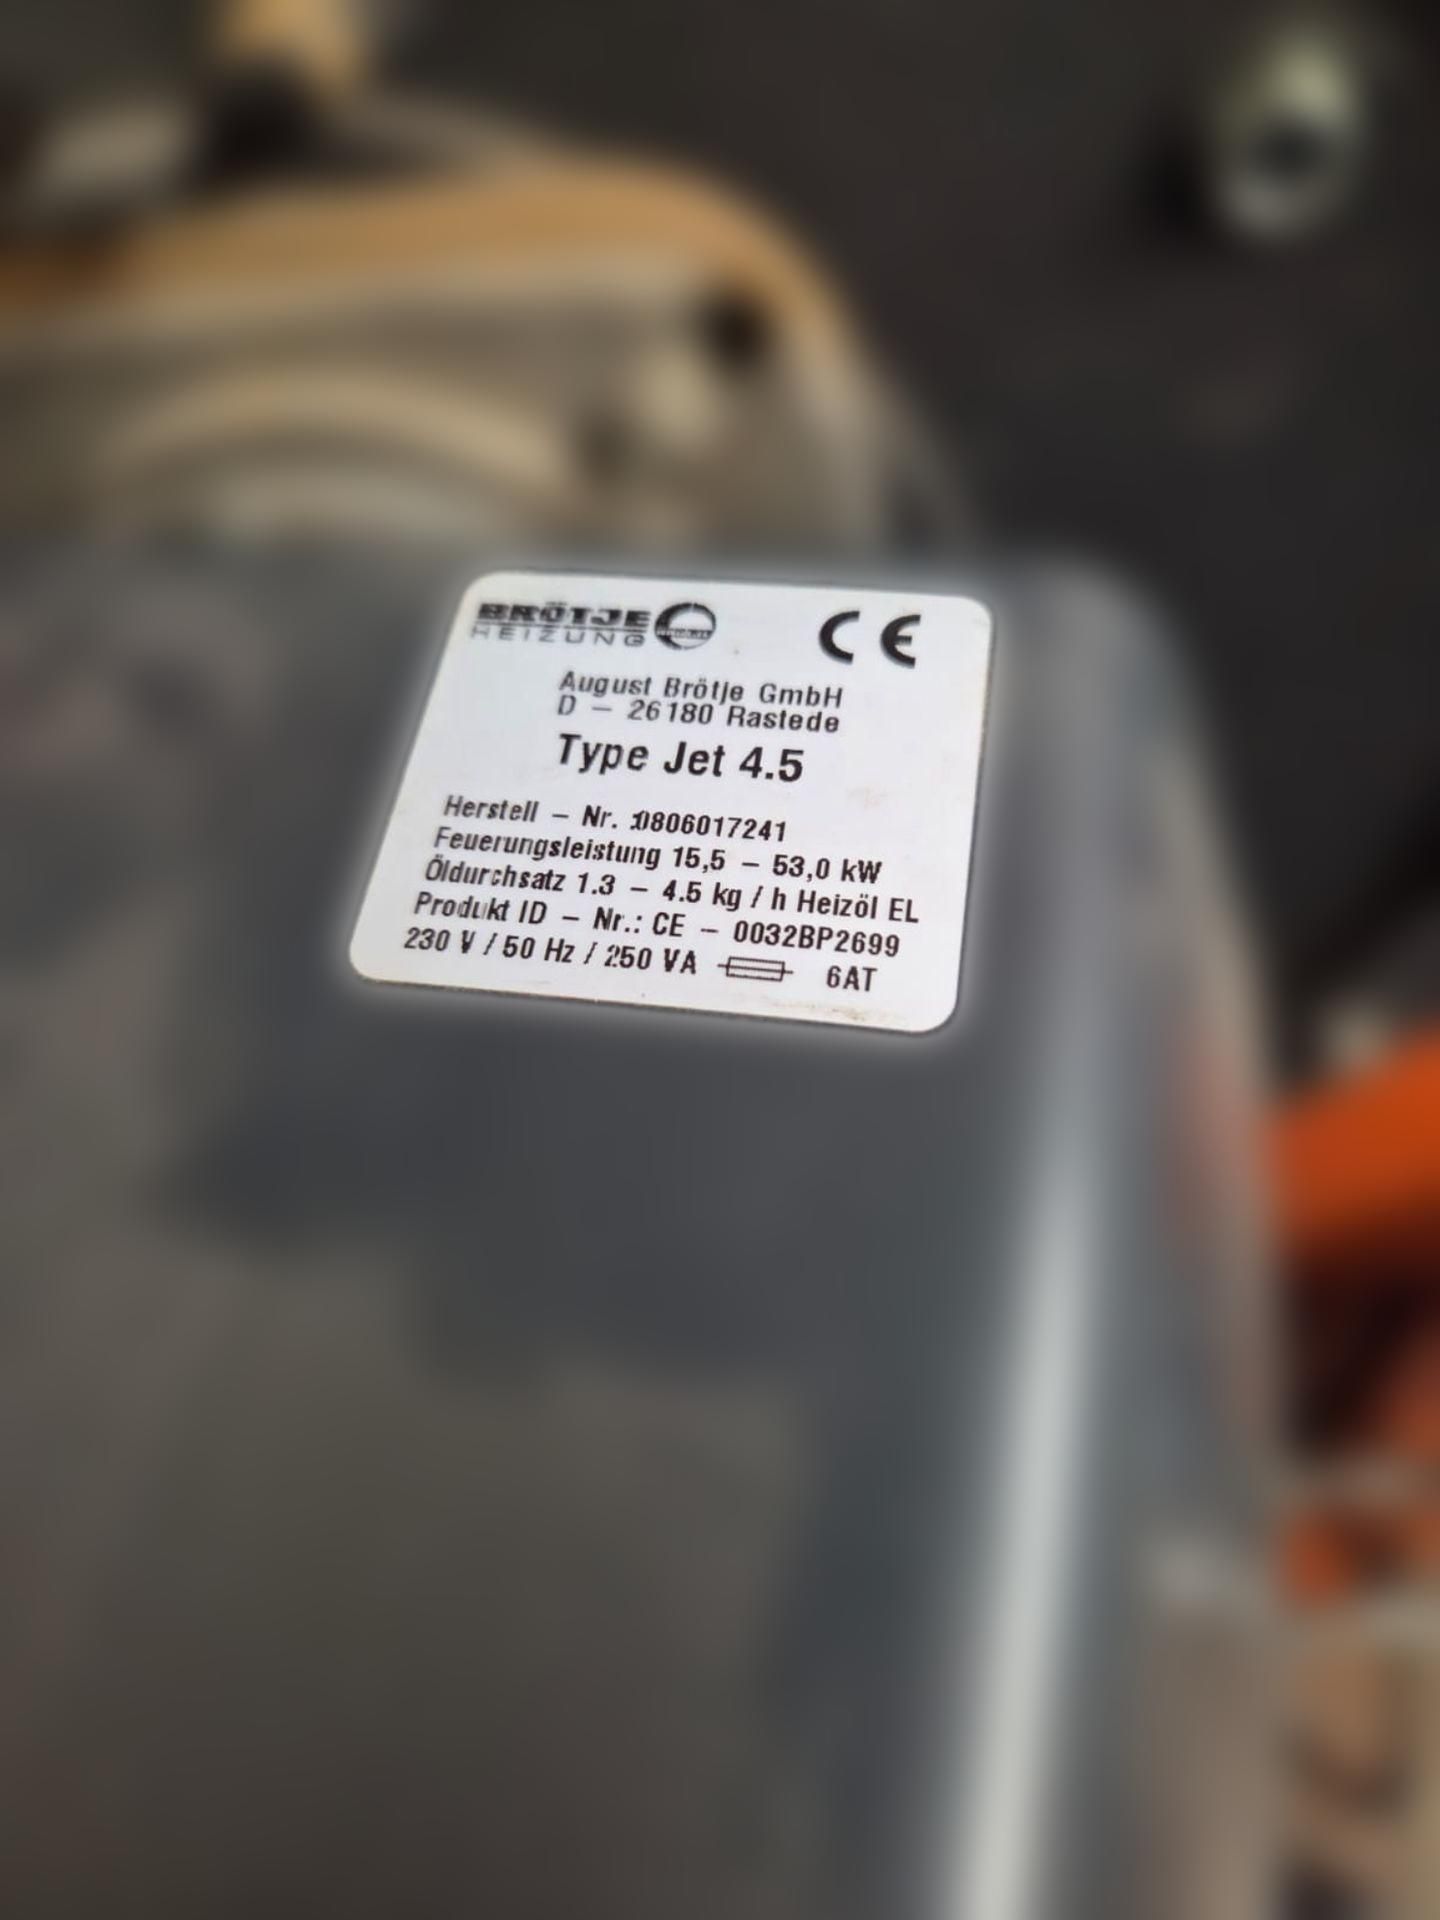 BRÖTJE
HEIZUNG
CE
August Brötje GmbH
D – 26180 Rastede
Type Jet 4.5
Herstell – Nr. :0806017241
Feuerungsleistung 15,5 – 53,0 kW
Öldurchsatz 1.3 – 4.5 kg / h Heizöl EL
Produkt ID – Nr.: CE – 0032BP2699
230 V / 50 Hz / 250 VA 6AT